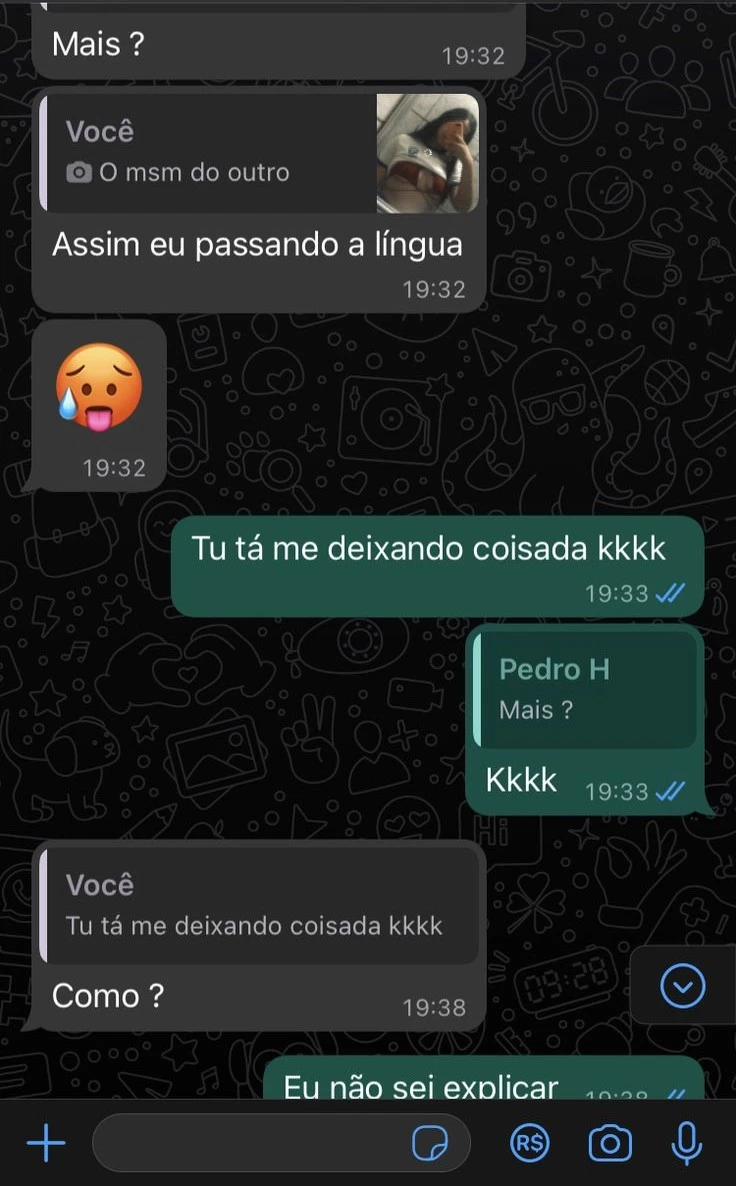 Mais ?
19:32
Você
O msm do outro
Assim eu passando a língua
19:32
19:32
Tu tá me deixando coisada kkkk
19:33
Pedro H
Mais ?
Kkkk
19:33
Você
Tu tá me deixando coisada kkkk
Como ?
19:38
Eu não sei explicar
19:38
R$